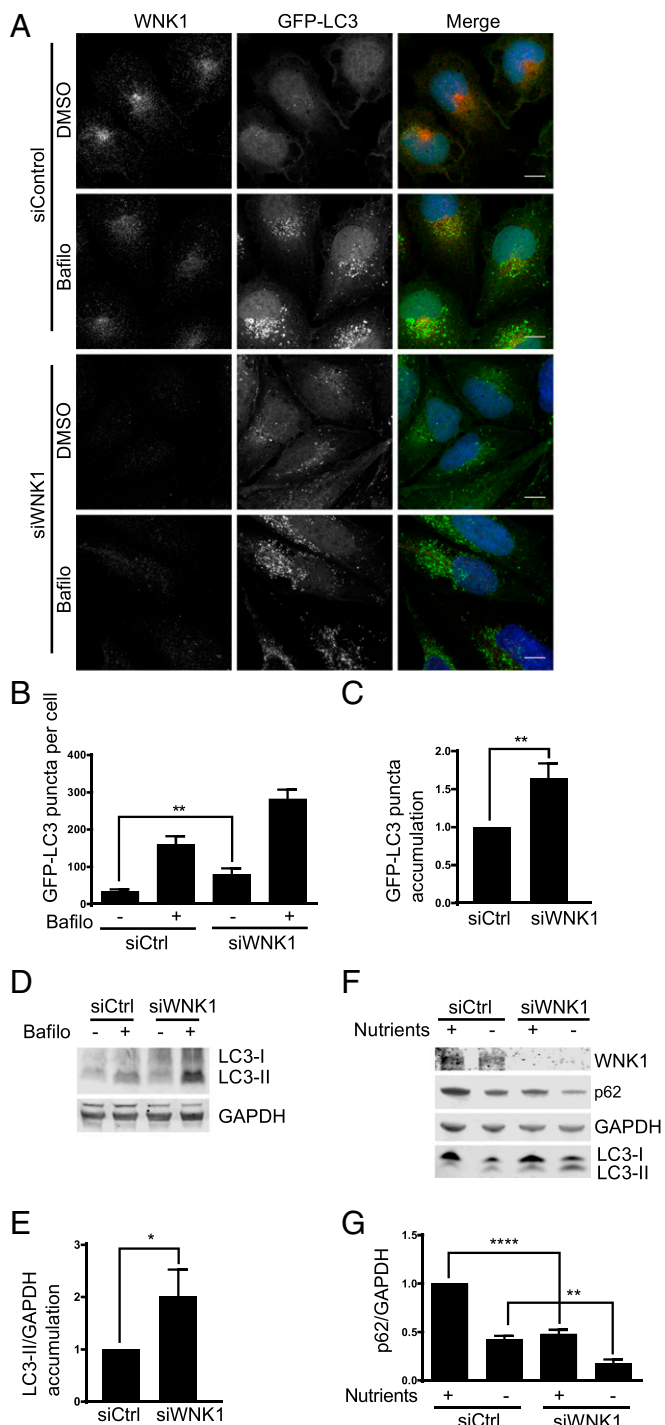 A
WNK1 GFP-LC3 Merge
siControl
DMSO
Bafilo
siWNK1
DMSO
Bafilo
B
GFP-LC3 puncta per cell
400
300
200
100
0
**
Bafilo - + - +
siCtrl siWNK1
C
GFP-LC3 puncta
accumulation
2.0
1.5
1.0
0.5
0.0
**
siCtrl siWNK1
D
siCtrl siWNK1
Bafilo - + - +
LC3-I
LC3-II
GAPDH
F
siCtrl siWNK1
Nutrients + - + -
WNK1
p62
GAPDH
LC3-I
LC3-II
E
LC3-II/GAPDH
accumulation
3
2
1
0
*
siCtrl siWNK1
G
p62/GAPDH
1.5
1.0
0.5
0.0
****
**
Nutrients + - + -
siCtrl siWNK1